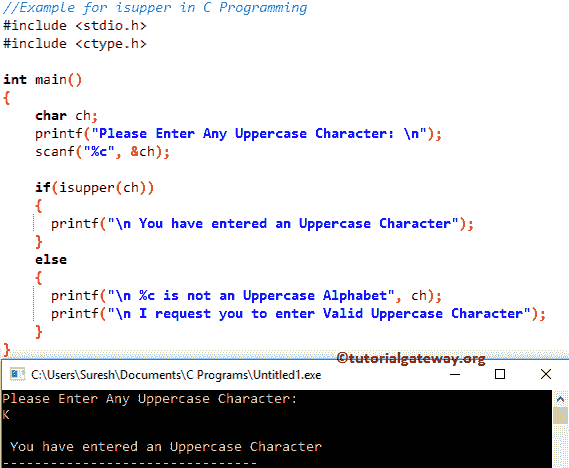 //Example for isupper in C Programming
#include <stdio.h>
#include <ctype.h>
int main()
{
char ch;
printf("Please Enter Any Uppercase Character: \n");
scanf("%c", &ch);
if(isupper(ch))
{
printf("\n You have entered an Uppercase Character");
}
else
{
printf("\n %c is not an Uppercase Alphabet", ch);
printf("\n I request you to enter Valid Uppercase Character");
}
}
©tutorialgateway.org
C:\Users\Suresh\Documents\C Programs\Untitled1.exe
Please Enter Any Uppercase Character:
K
You have entered an Uppercase Character
--------------------------------